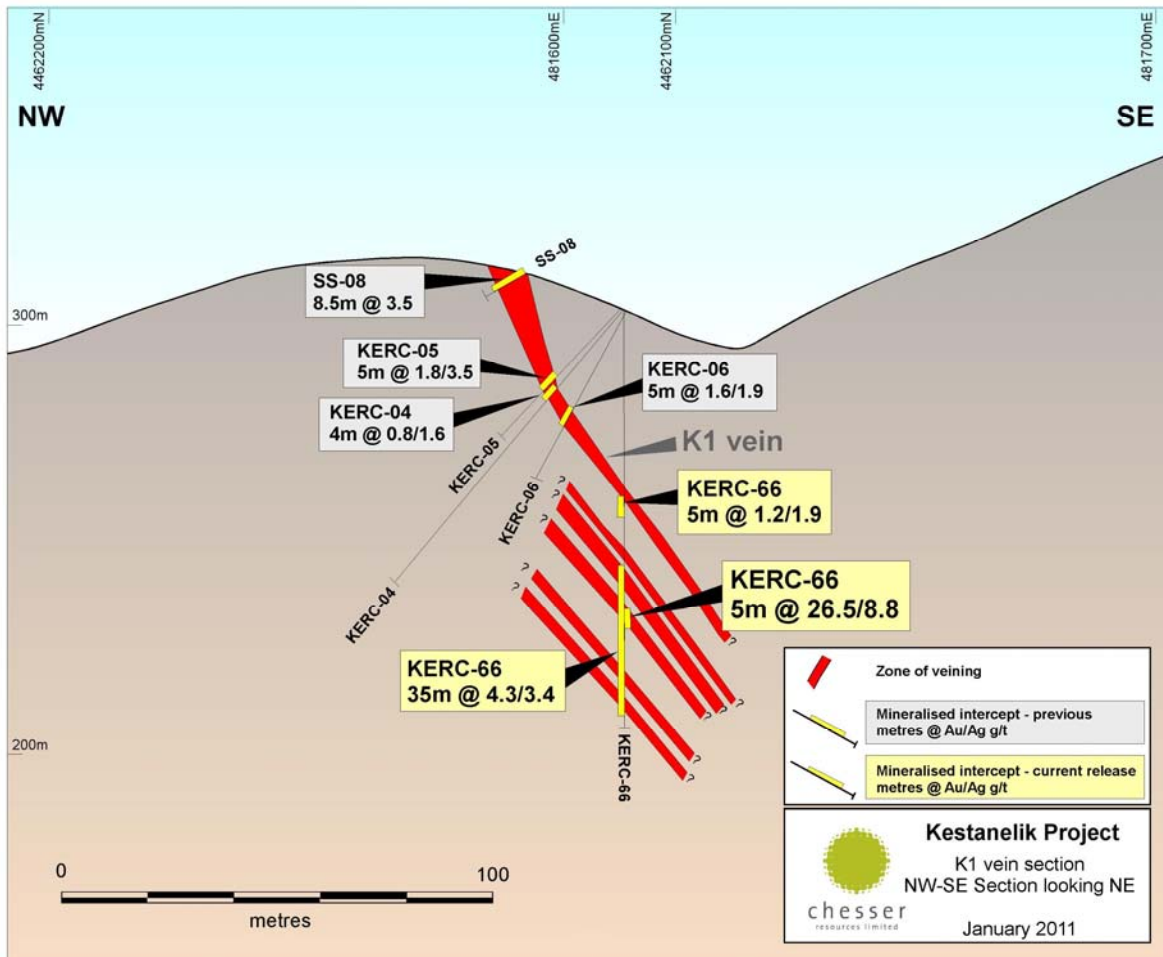 4462200mN
481600mE
4462100mN
481700mE
NW
SE
SS-08
SS-08
8.5m @ 3.5
300m
KERC-05
5m @ 1.8/3.5
KERC-06
5m @ 1.6/1.9
KERC-04
4m @ 0.8/1.6
K1 vein
KERC-05
KERC-06
KERC-04
KERC-66
5m @ 1.2/1.9
KERC-66
5m @ 26.5/8.8
KERC-66
35m @ 4.3/3.4
? ? ? ? ?
? ? ? ? ? ?
200m
KERC-66
Zone of veining
Mineralised intercept - previous
metres @ Au/Ag g/t
Mineralised intercept - current release
metres @ Au/Ag g/t
0
100
metres
chesser
resources limited
Kestanelik Project
K1 vein section
NW-SE Section looking NE
January 2011